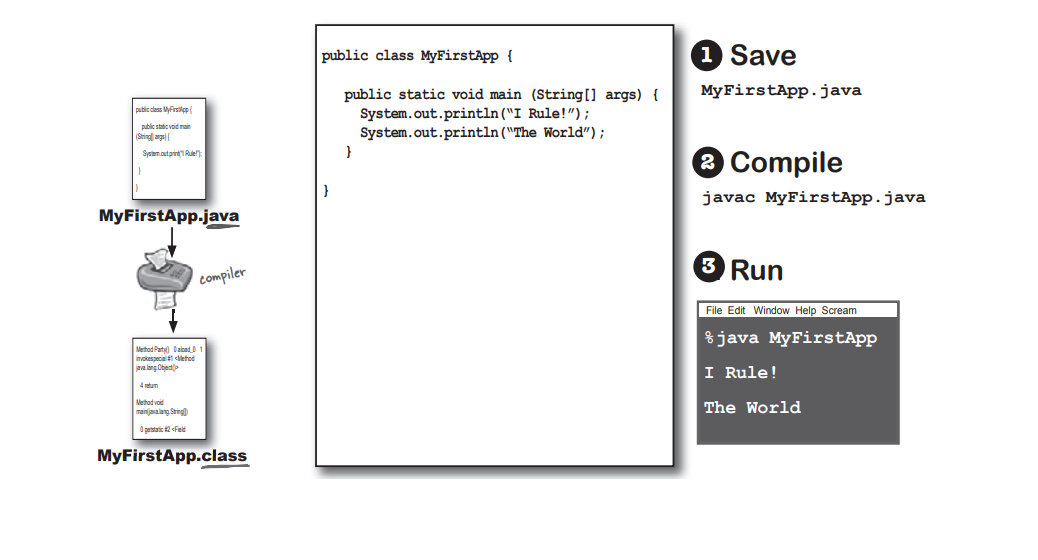 public class MyFirstApp {
public static void main
(String[] args) {
System.out.print("I Rule!");
}
}
MyFirstApp.java
compiler
Method Party() 0 aload_0 1
invokespecial #1 <Method
java.lang.Object()>
4 return
Method void
main(java.lang.String[])
0 getstatic #2 <Field
MyFirstApp.class
public class MyFirstApp {
public static void main (String[] args) {
System.out.println(“I Rule!”);
System.out.println(“The World”);
}
}
1 Save
MyFirstApp.java
2 Compile
javac MyFirstApp.java
3 Run
File Edit Window Help Scream
%java MyFirstApp
I Rule!
The World